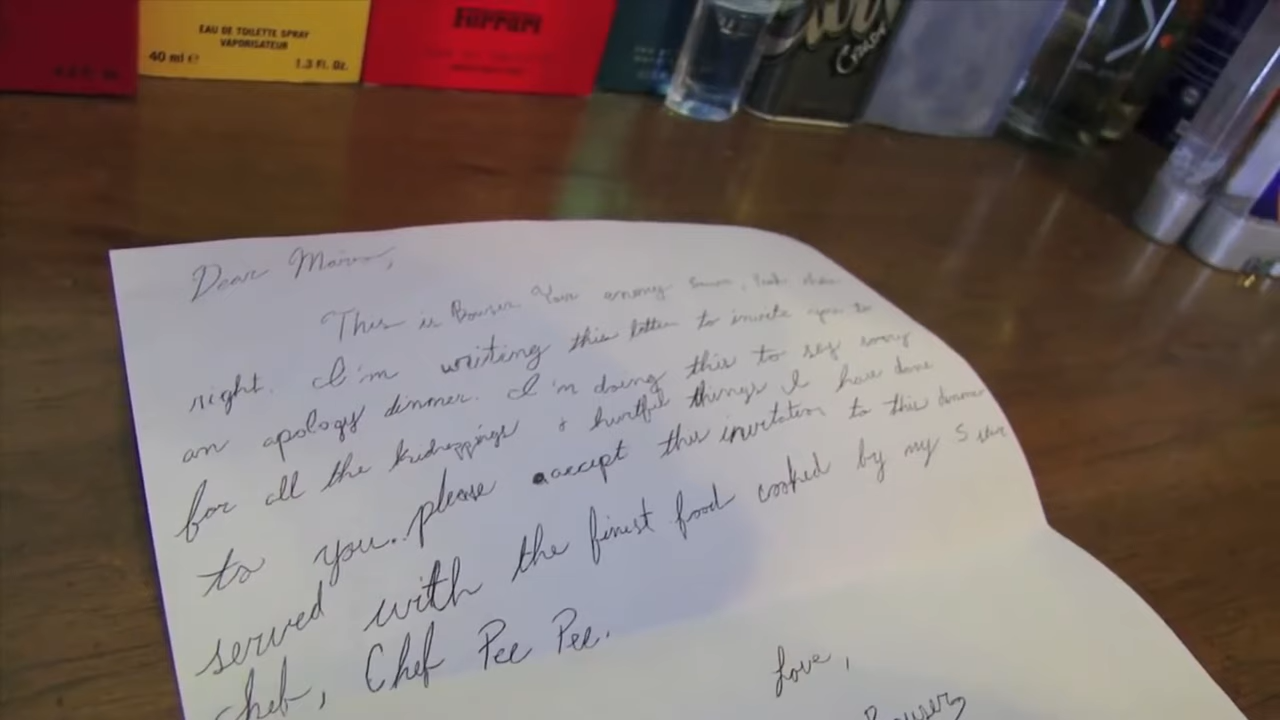 EAU DE TOILETTE SPRAY
VAPORISATEUR
40 ml e 1.3 Fl. Oz.
Ferrari
Dear Mario,
This is Bowser. Your enemy
right. I'm writing this letter to invite you to
an apology dinner. I'm doing this to say sorry
for all the kidnappings & hurtful things I have done
to you. please accept this invitation to this dinner
served with the finest food cooked by my 5 star
chef, Chef Pee Pee.
Love,
Bowser